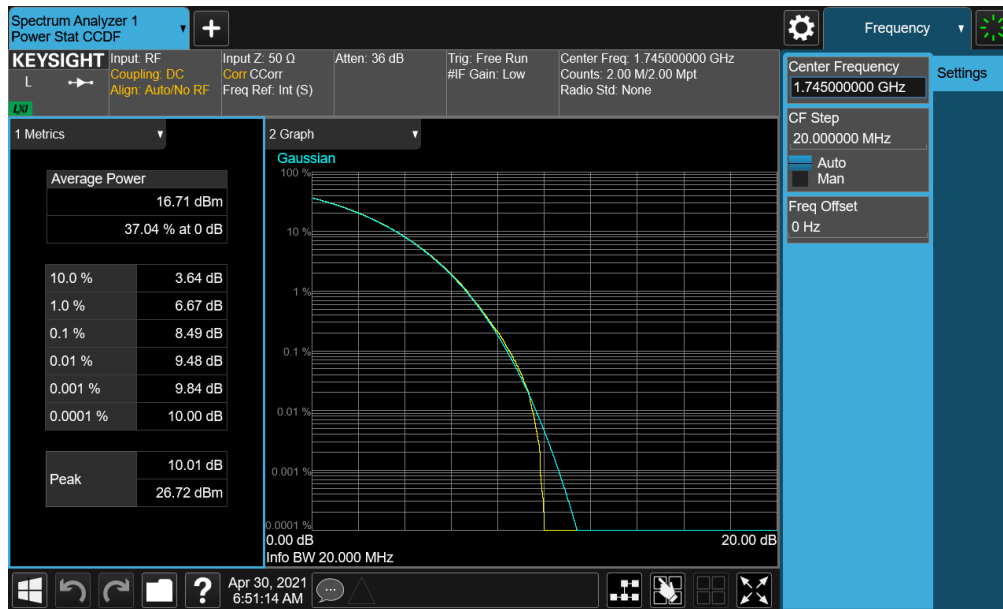 Spectrum Analyzer 1
Power Stat CCDF
+
Frequency
KEYSIGHT
L
LXI
Input: RF
Coupling: DC
Align: Auto/No RF
Input Z: 50 Ω
Corr CCorr
Freq Ref: Int (S)
Atten: 36 dB
Trig: Free Run
#IF Gain: Low
Center Freq: 1.745000000 GHz
Counts: 2.00 M/2.00 Mpt
Radio Std: None
Center Frequency
1.745000000 GHz
Settings
CF Step
20.000000 MHz
Auto
Man
Freq Offset
0 Hz
1 Metrics
Average Power
16.71 dBm
37.04 % at 0 dB
10.0 % 3.64 dB
1.0 % 6.67 dB
0.1 % 8.49 dB
0.01 % 9.48 dB
0.001 % 9.84 dB
0.0001 % 10.00 dB
Peak
10.01 dB
26.72 dBm
2 Graph
Gaussian
100 %
10 %
1 %
0.1 %
0.01 %
0.001 %
0.0001 %
0.00 dB 20.00 dB
Info BW 20.000 MHz
?
Apr 30, 2021
6:51:14 AM